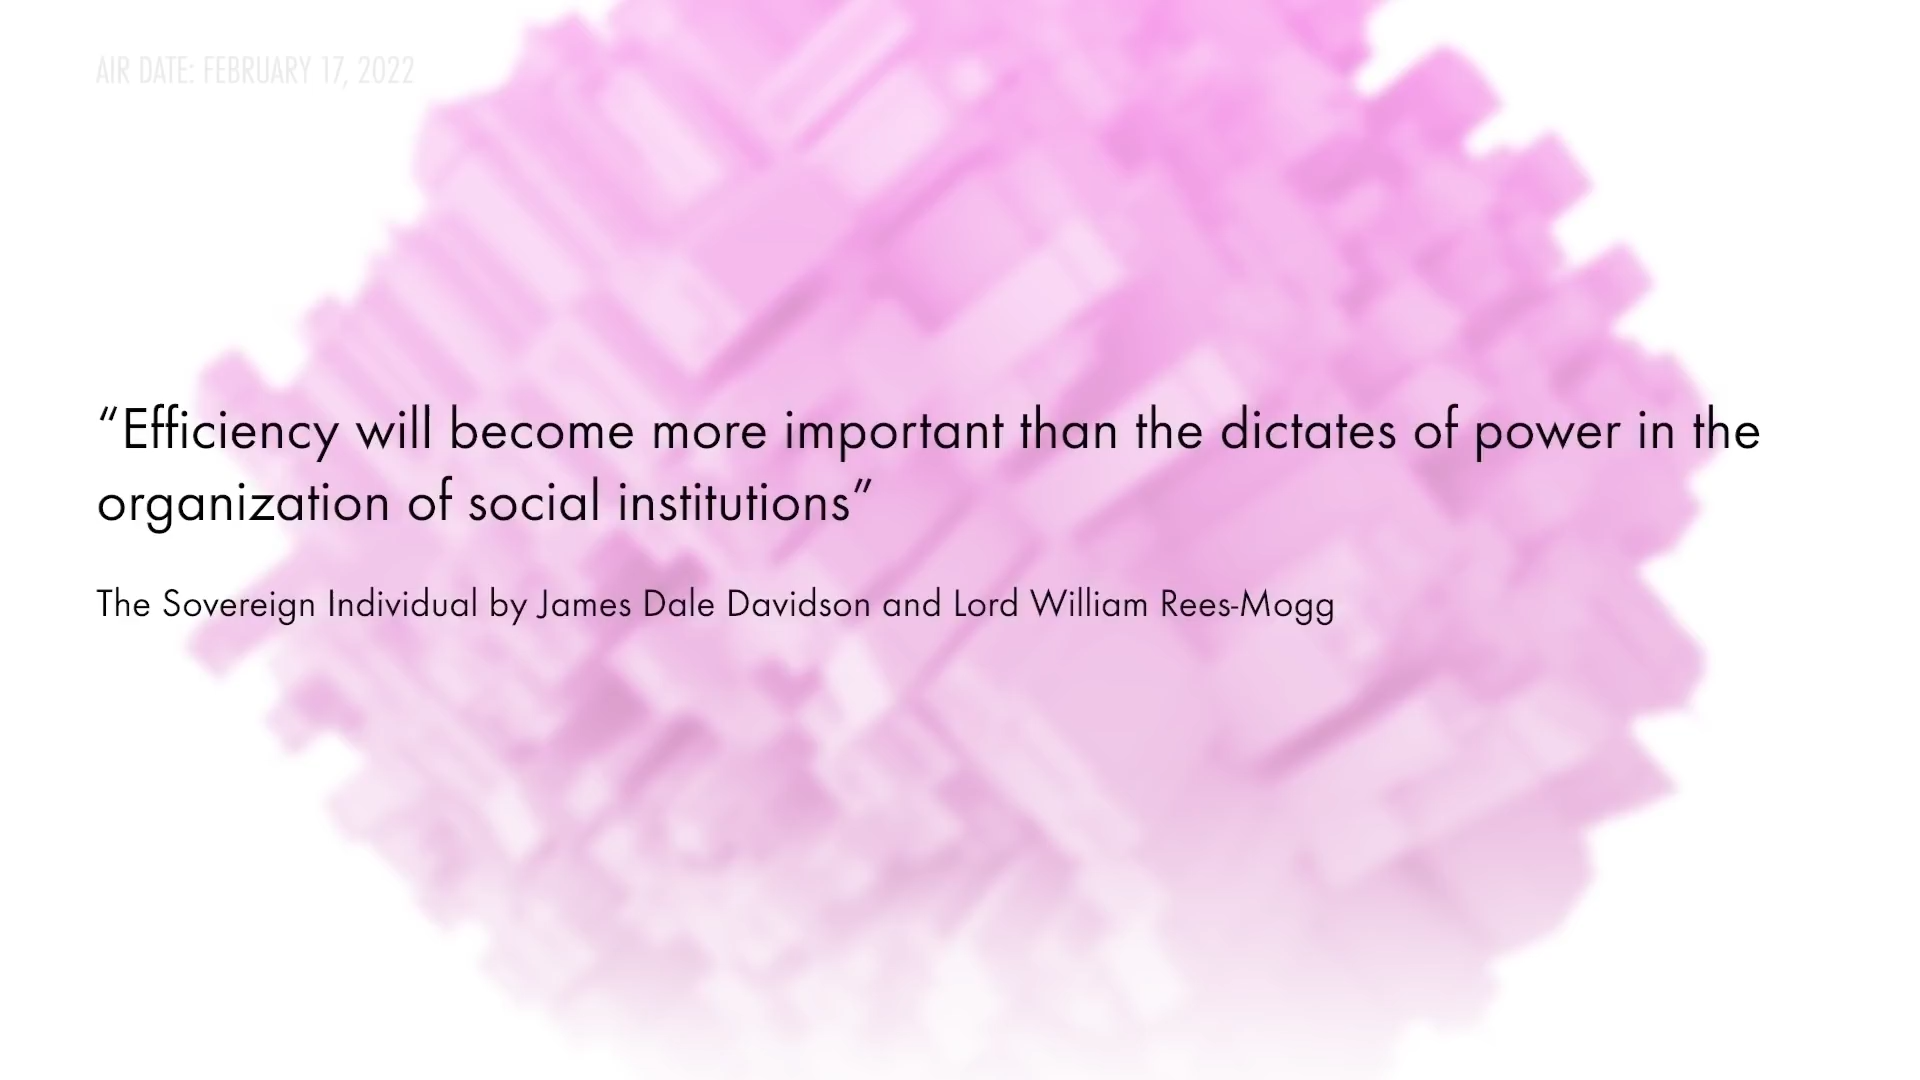 AIR DATE: FEBRUARY 17, 2022
“Efficiency will become more important than the dictates of power in the
organization of social institutions”
The Sovereign Individual by James Dale Davidson and Lord William Rees-Mogg